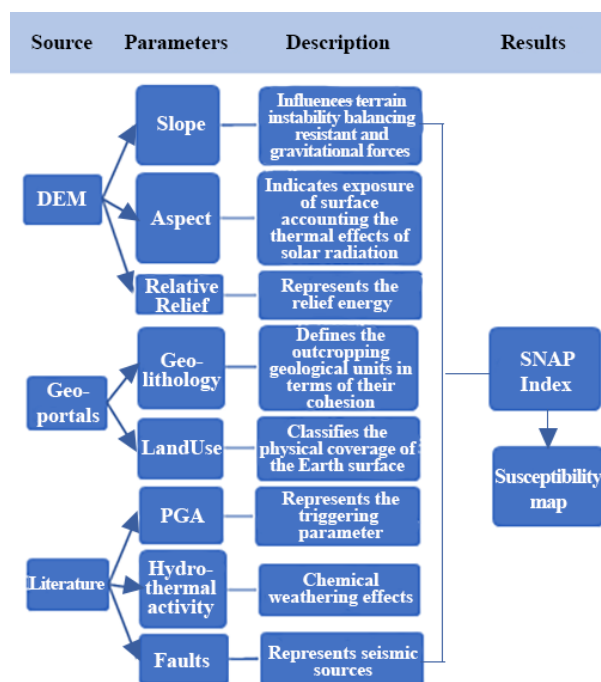 Source Parameters Description Results
Slope
Influences terrain
instability balancing
resistant and
gravitational forces
DEM
Aspect
Indicates exposure
of surface
accounting the
thermal effects of
solar radiation
Relative
Relief
Represents the
relief energy
Geo-
portals
Geo-
lithology
Defines the
outcropping
geological units in
terms of their
cohesion
LandUse
Classifies the
physical coverage of
the Earth surface
Literature
PGA
Represents the
triggering
parameter
Hydro-
thermal
activity
Chemical
weathering effects
Faults
Represents seismic
sources
SNAP
Index
Susceptibility
map